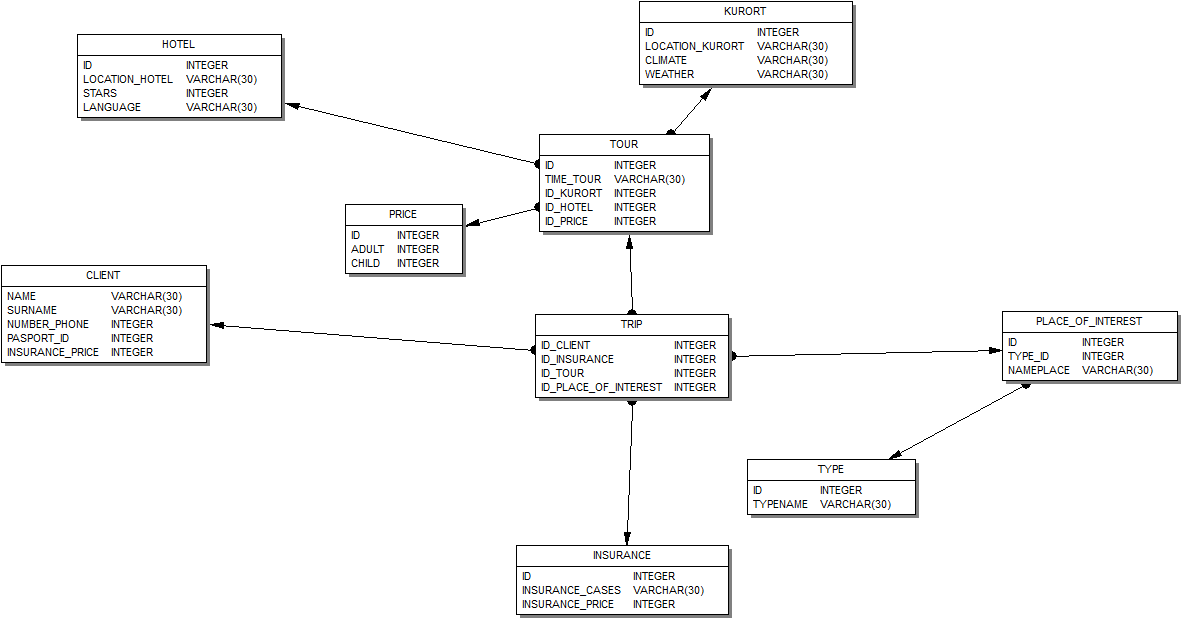 KURORT
ID INTEGER
LOCATION_KURORT VARCHAR(30)
CLIMATE VARCHAR(30)
WEATHER VARCHAR(30)
HOTEL
ID INTEGER
LOCATION_HOTEL VARCHAR(30)
STARS INTEGER
LANGUAGE VARCHAR(30)
TOUR
ID INTEGER
TIME_TOUR VARCHAR(30)
ID_KURORT INTEGER
ID_HOTEL INTEGER
ID_PRICE INTEGER
PRICE
ID INTEGER
ADULT INTEGER
CHILD INTEGER
CLIENT
NAME VARCHAR(30)
SURNAME VARCHAR(30)
NUMBER_PHONE INTEGER
PASPORT_ID INTEGER
INSURANCE_PRICE INTEGER
TRIP
ID_CLIENT INTEGER
ID_INSURANCE INTEGER
ID_TOUR INTEGER
ID_PLACE_OF_INTEREST INTEGER
PLACE_OF_INTEREST
ID INTEGER
TYPE_ID INTEGER
NAMEPLACE VARCHAR(30)
TYPE
ID INTEGER
TYPENAME VARCHAR(30)
INSURANCE
ID INTEGER
INSURANCE_CASES VARCHAR(30)
INSURANCE_PRICE INTEGER